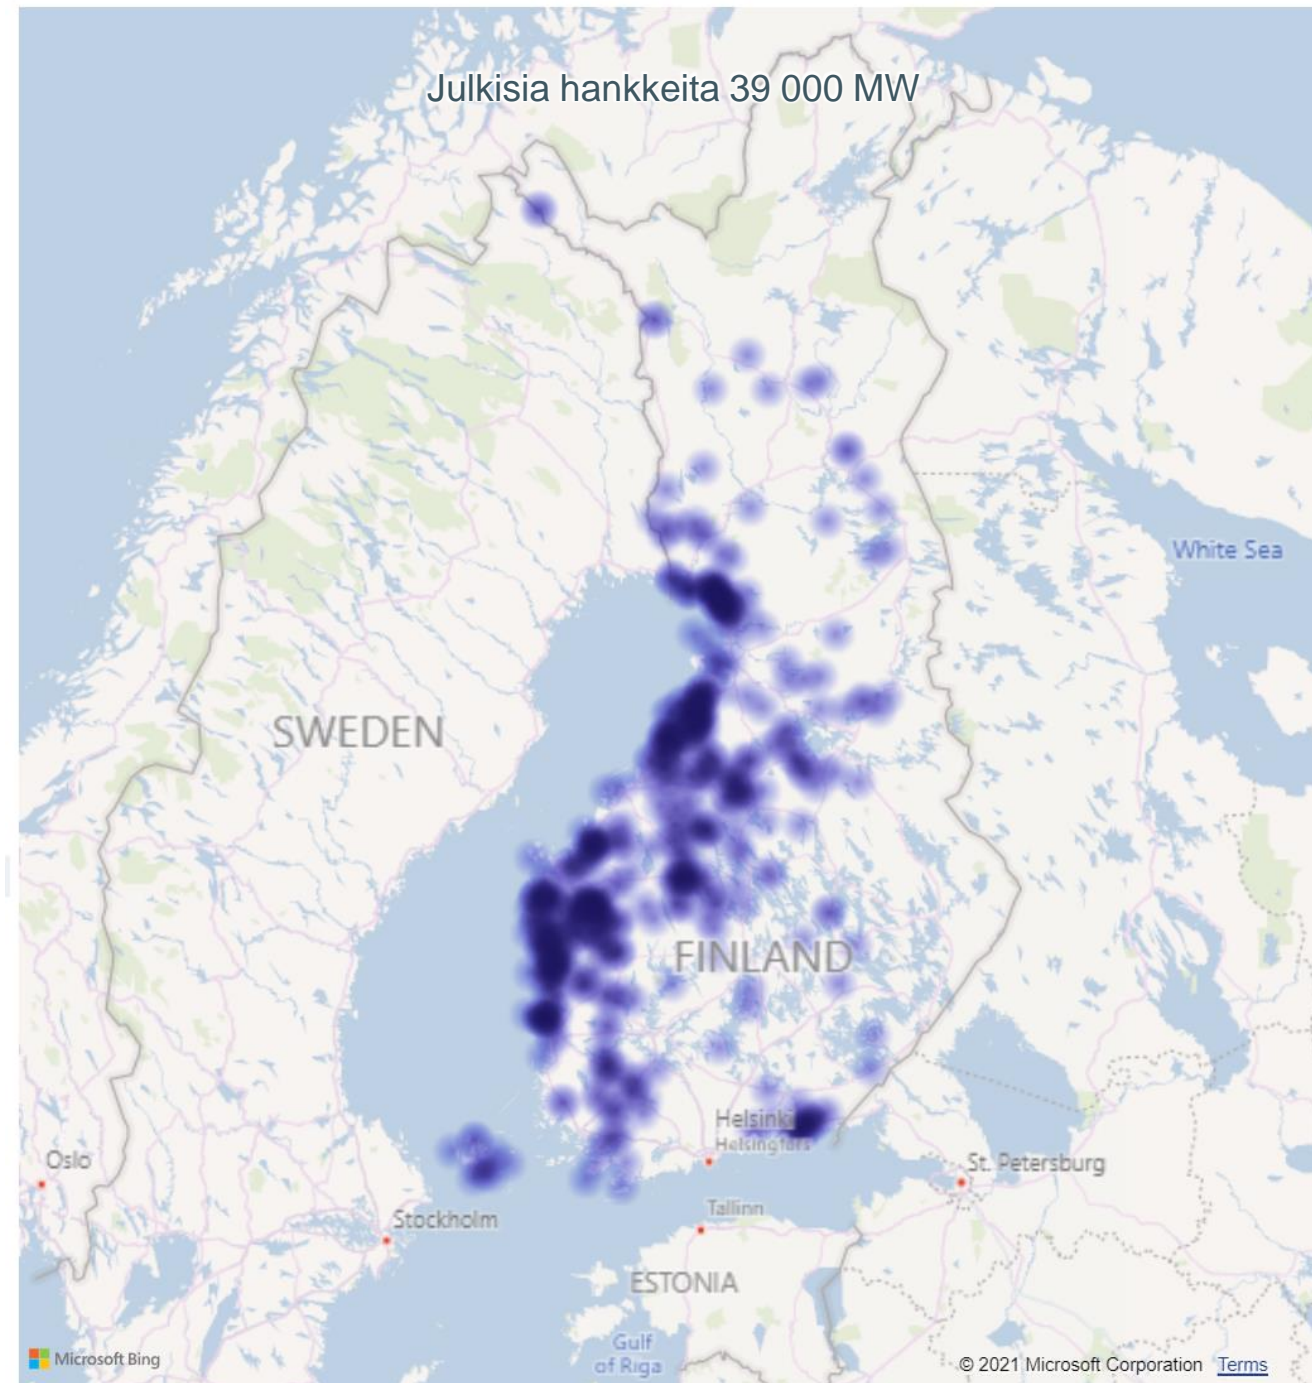 Julkisia hankkeita 39 000 MW
White Sea
SWEDEN
FINLAND
Helsinki
Helsingfors
Oslo
St. Petersburg
Stockholm
Tallinn
ESTONIA
Gulf
of Riga
Microsoft Bing
© 2021 Microsoft Corporation Terms